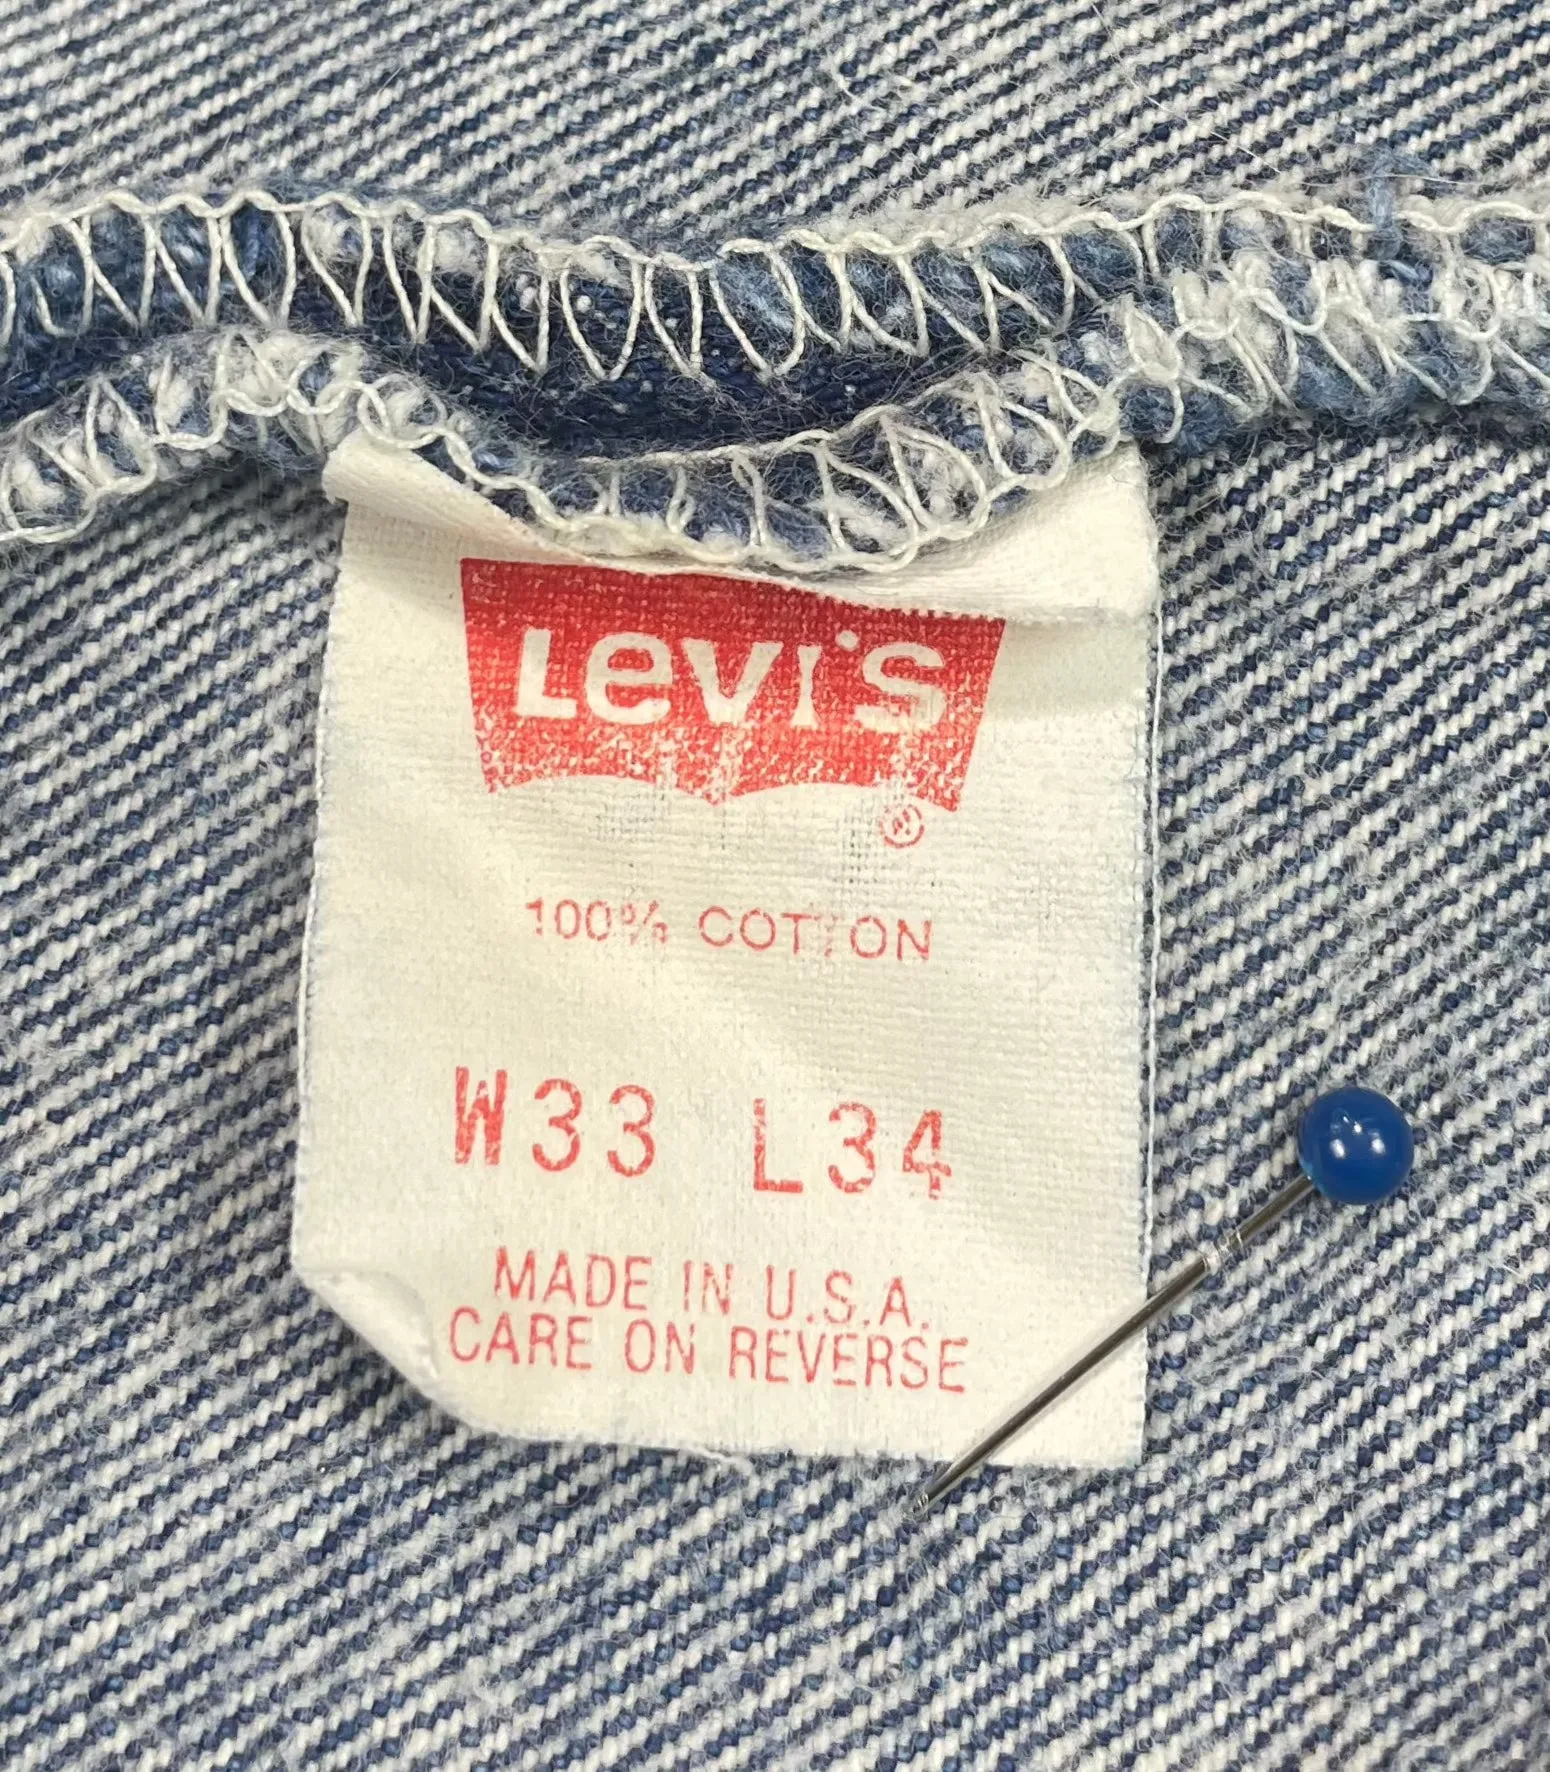 Levi's
®
100% COTTON
W33 L34
MADE IN U.S.A.
CARE ON REVERSE